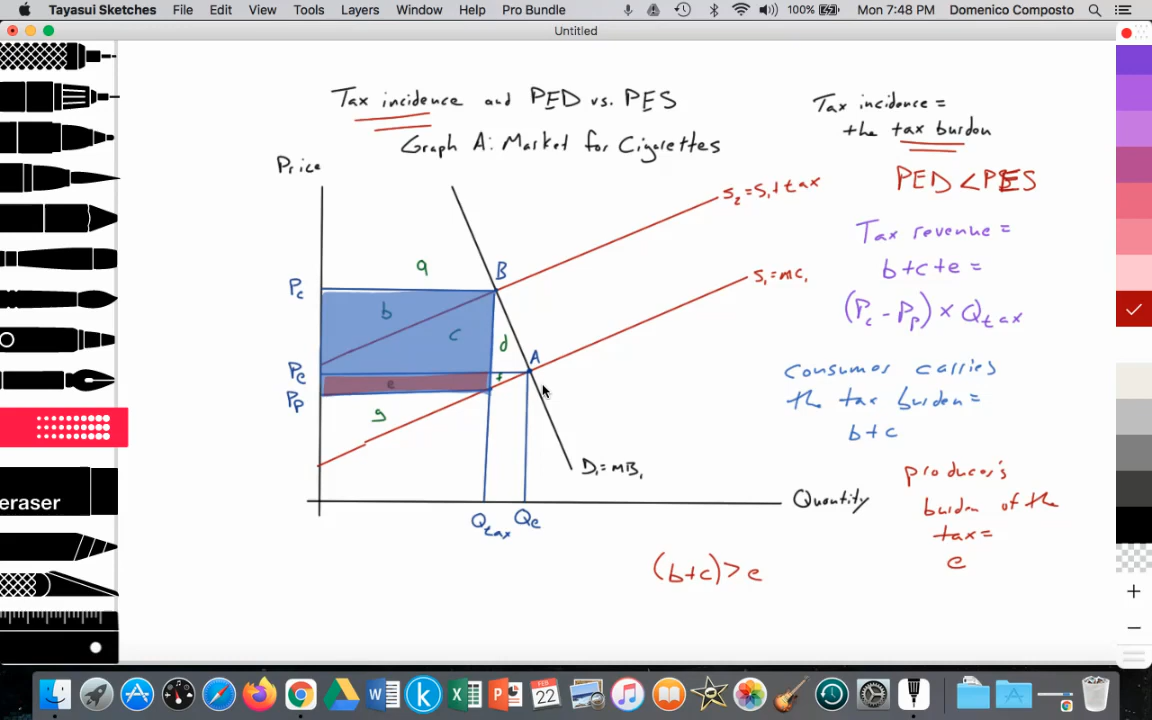 Tayasui Sketches File Edit View Tools Layers Window Help Pro Bundle 100% Mon 7:48 PM Domenico Composto
Untitled
Tax incidence and PED vs. PES
Graph A: Market for Cigarettes
Price
S₂ = S₁ + tax
S₁ = MC₁
a
B
Pc
b
c
d
A
Pe
e
f
Pp
g
D₁ = MB₁
Quantity
Qtax Qe
(b+c) > e
Tax incidence =
the tax burden
PED < PES
Tax revenue =
b+c+e =
(Pc - Pp) × Qtax
consumer carries
the tax burden =
b+c
producer's
burden of the
tax =
e
eraser
FEB
22